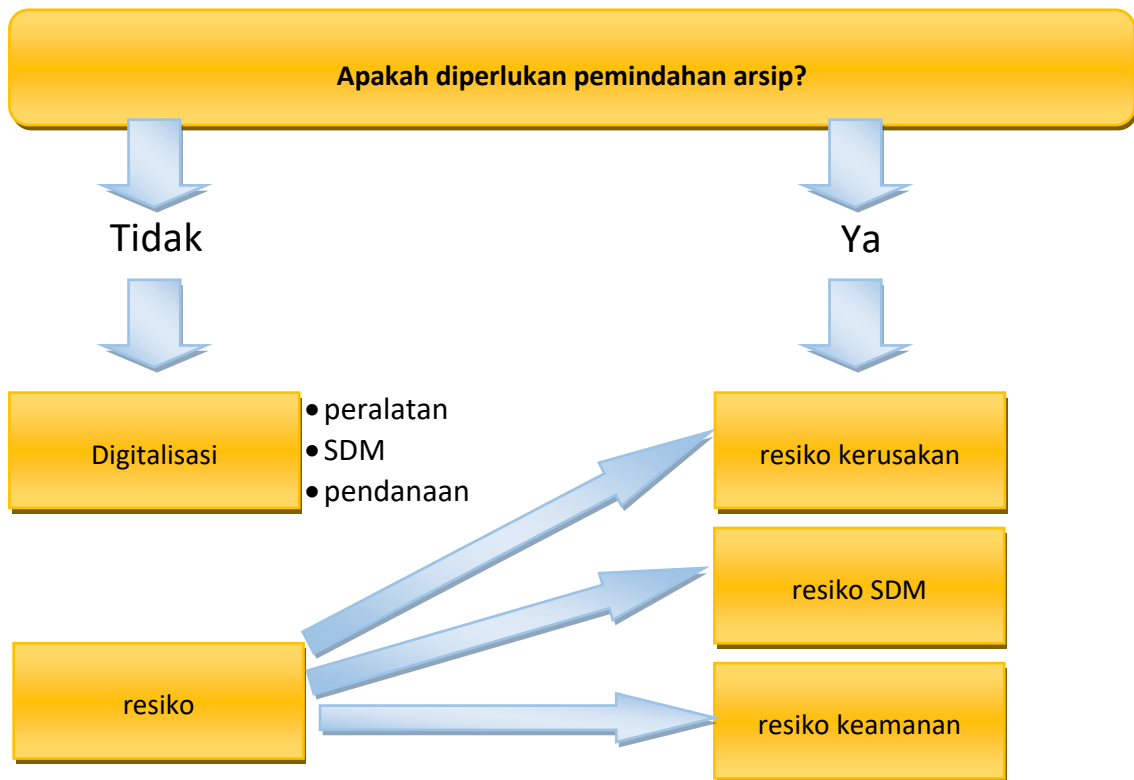 Apakah diperlukan pemindahan arsip?
Tidak
Ya
Digitalisasi
• peralatan
• SDM
• pendanaan
resiko kerusakan
resiko SDM
resiko
resiko keamanan